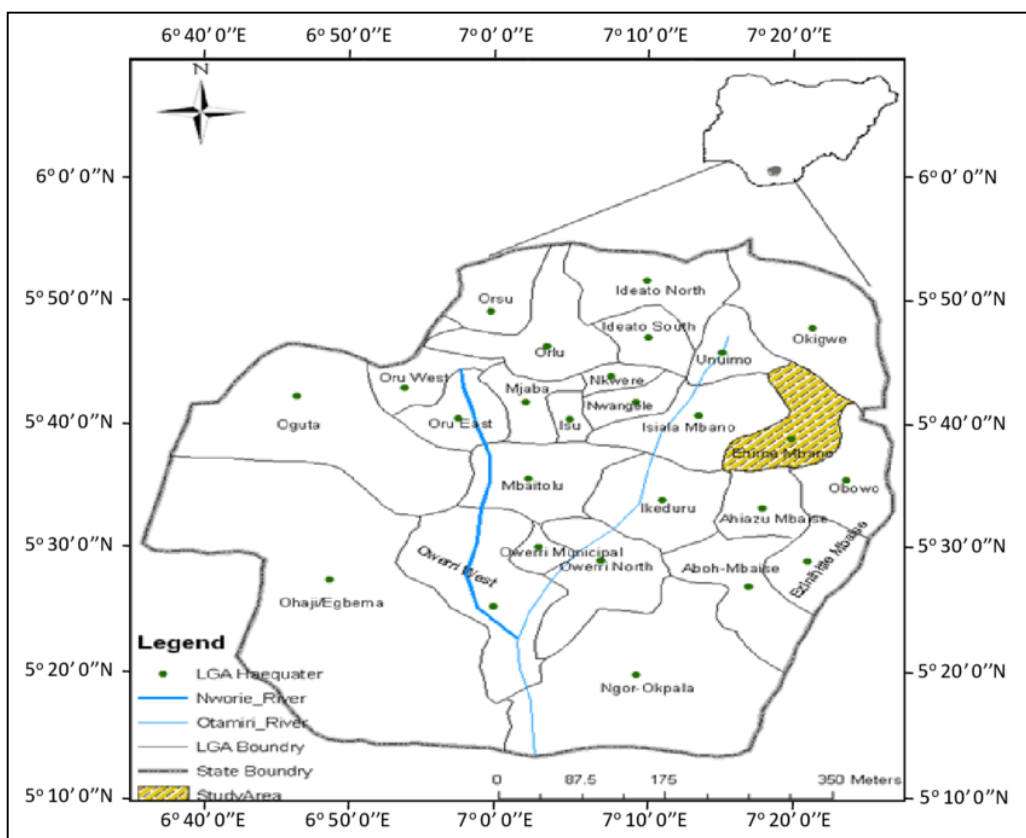 6° 40' 0''E 6° 50' 0''E 7° 0' 0''E 7° 10' 0''E 7° 20' 0''E
N
6° 0' 0''N 6° 0' 0''N
5° 50' 0''N 5° 50' 0''N
Orsu
Ideato North
Ideato South
Okigwe
Orlu
Unuimo
Oru West
Mjaba
Nkwere
Nwangele
5° 40' 0''N 5° 40' 0''N
Oguta
Oru East
Isu
Isiala Mbano
Ehime Mbano
Mbaitolu
Obowo
Ikeduru
Ahiazu Mbaise
5° 30' 0''N 5° 30' 0''N
Owerri West
Owerri Municipal
Owerri North
Aboh-Mbaise
Ezinihitte Mbaise
Ohaji/Egbema
Ngor-Okpala
5° 20' 0''N 5° 20' 0''N
Legend
LGA Haequater
Nworie_River
Otamiri_River
LGA Boundry
State Boundry
StudyArea
0 87.5 175 350 Meters
5° 10' 0''N 5° 10' 0''N
6° 40' 0''E 6° 50' 0''E 7° 0' 0''E 7° 10' 0''E 7° 20' 0''E